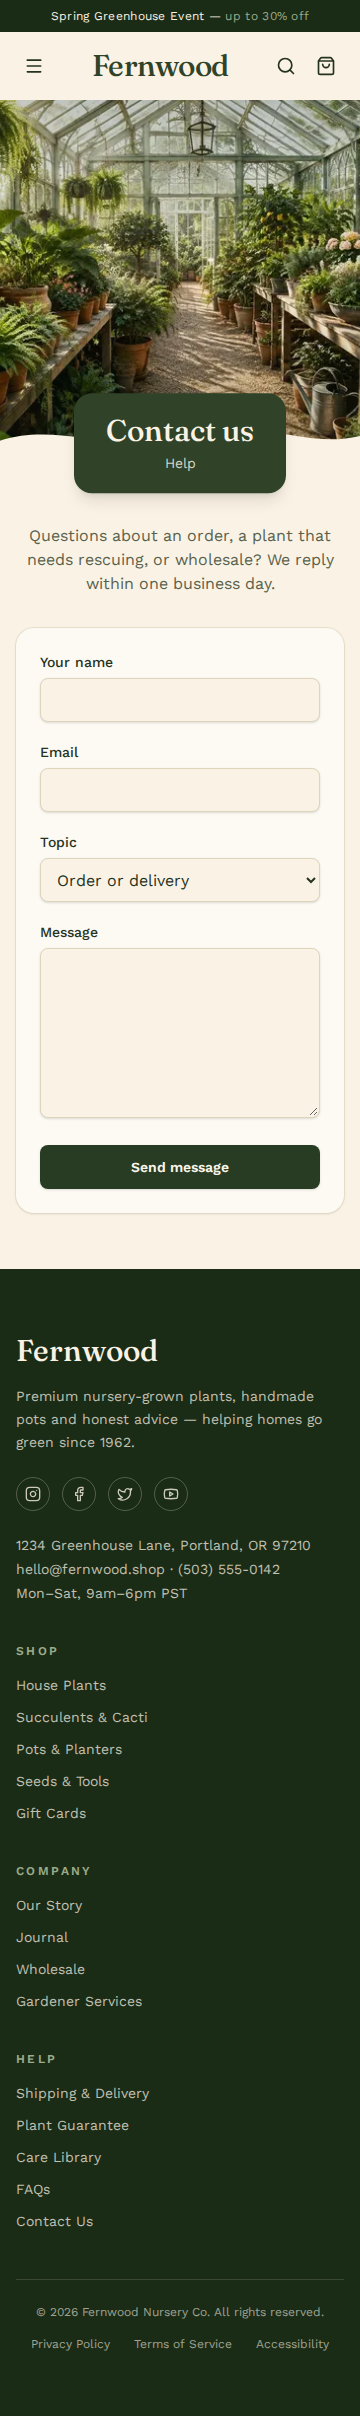 Spring Greenhouse Event — up to 30% off
Fernwood
Contact us
Help
Questions about an order, a plant that
needs rescuing, or wholesale? We reply
within one business day.
Your name
Email
Topic
Order or delivery
Message
Send message
Fernwood
Premium nursery-grown plants, handmade
pots and honest advice — helping homes go
green since 1962.
1234 Greenhouse Lane, Portland, OR 97210
hello@fernwood.shop · (503) 555-0142
Mon–Sat, 9am–6pm PST
SHOP
House Plants
Succulents & Cacti
Pots & Planters
Seeds & Tools
Gift Cards
COMPANY
Our Story
Journal
Wholesale
Gardener Services
HELP
Shipping & Delivery
Plant Guarantee
Care Library
FAQs
Contact Us
© 2026 Fernwood Nursery Co. All rights reserved.
Privacy Policy Terms of Service Accessibility